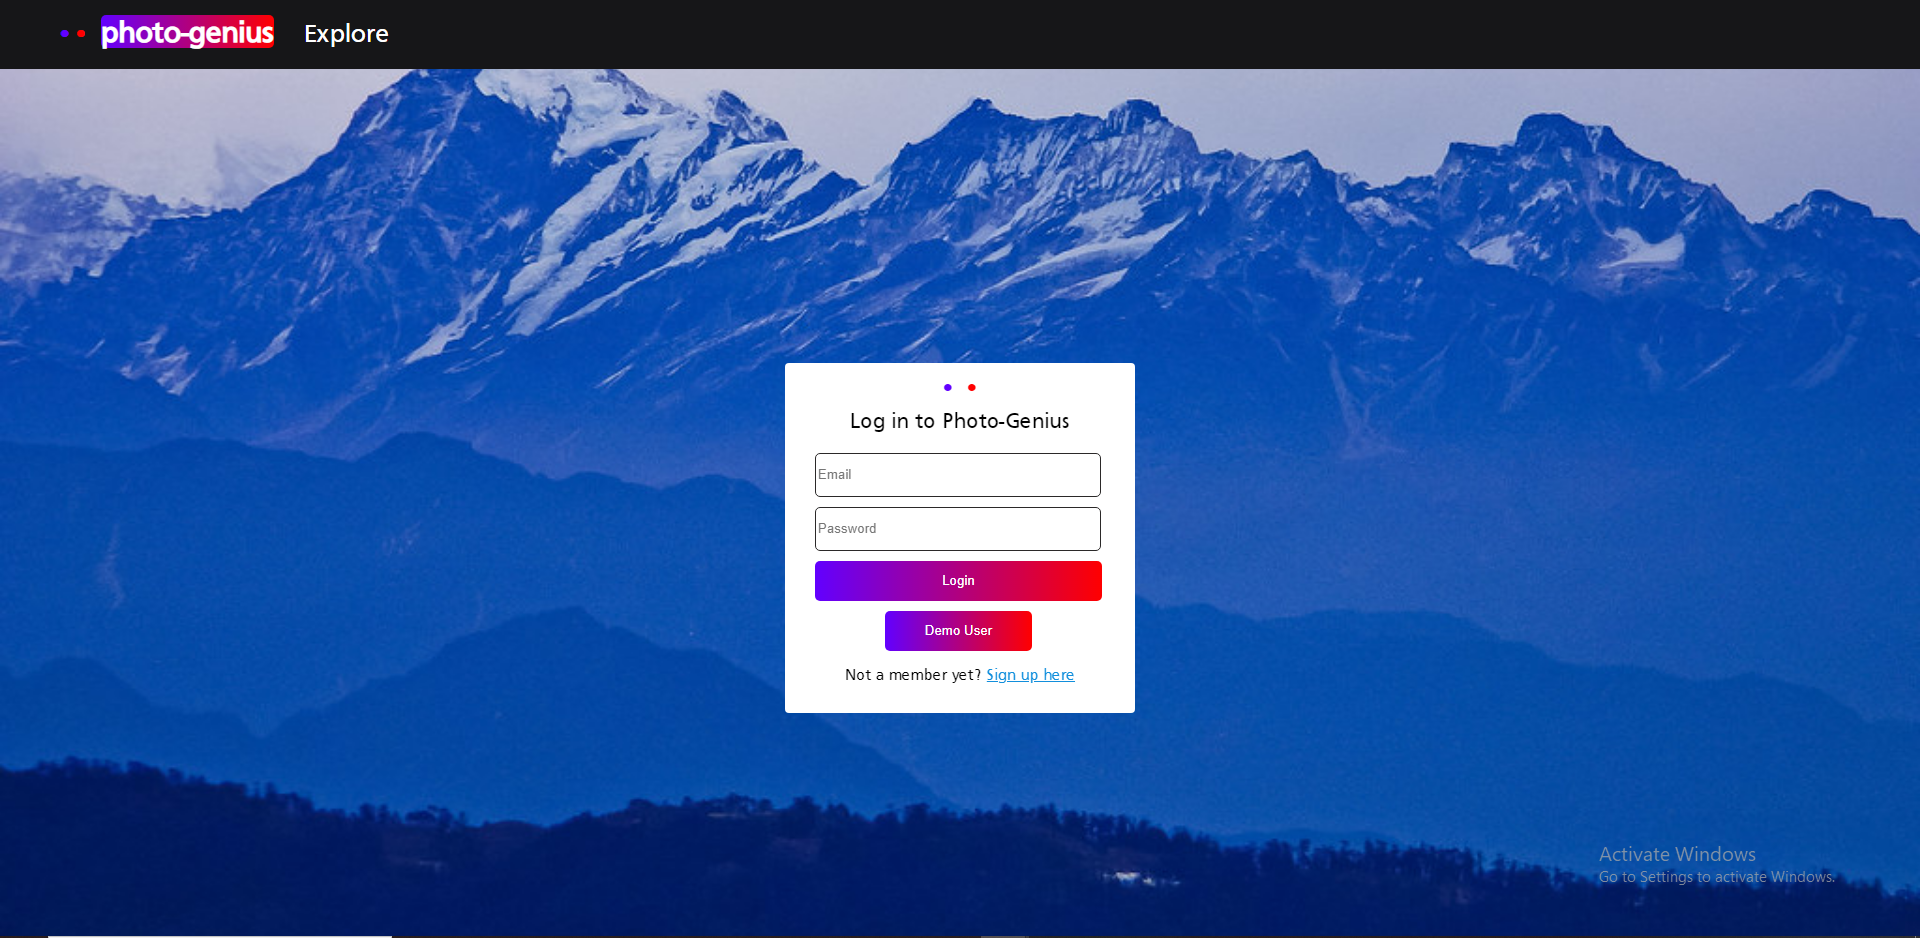 photo-genius Explore
Log in to Photo-Genius
Email
Password
Login
Demo User
Not a member yet? Sign up here
Activate Windows
Go to Settings to activate Windows.